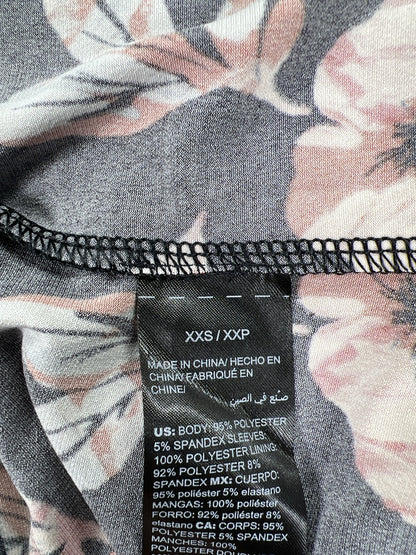 XXS / XXP
MADE IN CHINA/ HECHO EN
CHINA/ FABRIQUÉ EN
CHINE/
صنع في الصين
US: BODY: 95% POLYESTER
5% SPANDEX SLEEVES:
100% POLYESTER LINING:
92% POLYESTER 8%
SPANDEX MX: CUERPO:
95% poliéster 5% elastano
MANGAS: 100% poliéster
FORRO: 92% poliéster 8%
elastano CA: CORPS: 95%
POLYESTER 5% SPANDEX
MANCHES: 100%